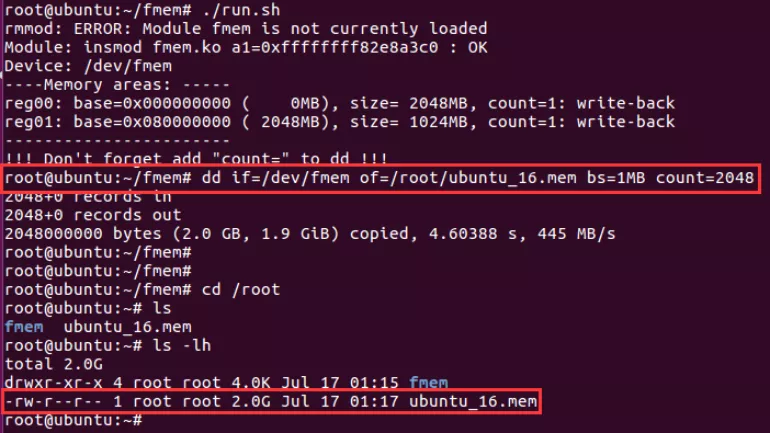 root@ubuntu:~/fmem# ./run.sh
rmmod: ERROR: Module fmem is not currently loaded
Module: insmod fmem.ko a1=0xffffffff82e8a3c0 : OK
Device: /dev/fmem
----Memory areas: -----
reg00: base=0x000000000 (    0MB), size= 2048MB, count=1: write-back
reg01: base=0x080000000 ( 2048MB), size= 1024MB, count=1: write-back
-----------------------
!!! Don't forget add "count=" to dd !!!
root@ubuntu:~/fmem# dd if=/dev/fmem of=/root/ubuntu_16.mem bs=1MB count=2048
2048+0 records in
2048+0 records out
2048000000 bytes (2.0 GB, 1.9 GiB) copied, 4.60388 s, 445 MB/s
root@ubuntu:~/fmem#
root@ubuntu:~/fmem#
root@ubuntu:~/fmem# cd /root
root@ubuntu:~# ls
fmem  ubuntu_16.mem
root@ubuntu:~# ls -lh
total 2.0G
drwxr-xr-x 4 root root 4.0K Jul 17 01:15 fmem
-rw-r--r-- 1 root root 2.0G Jul 17 01:17 ubuntu_16.mem
root@ubuntu:~#